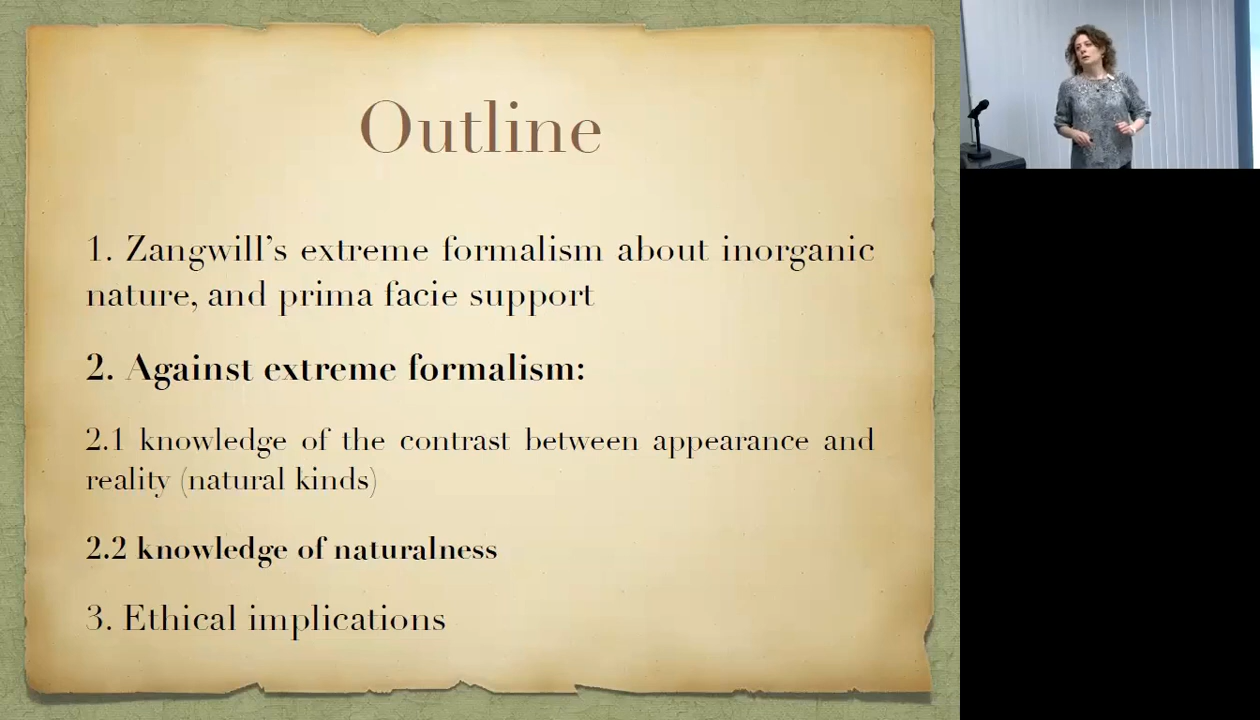 Outline
1. Zangwill’s extreme formalism about inorganic
nature, and prima facie support
2. Against extreme formalism:
2.1 knowledge of the contrast between appearance and
reality (natural kinds)
2.2 knowledge of naturalness
3. Ethical implications